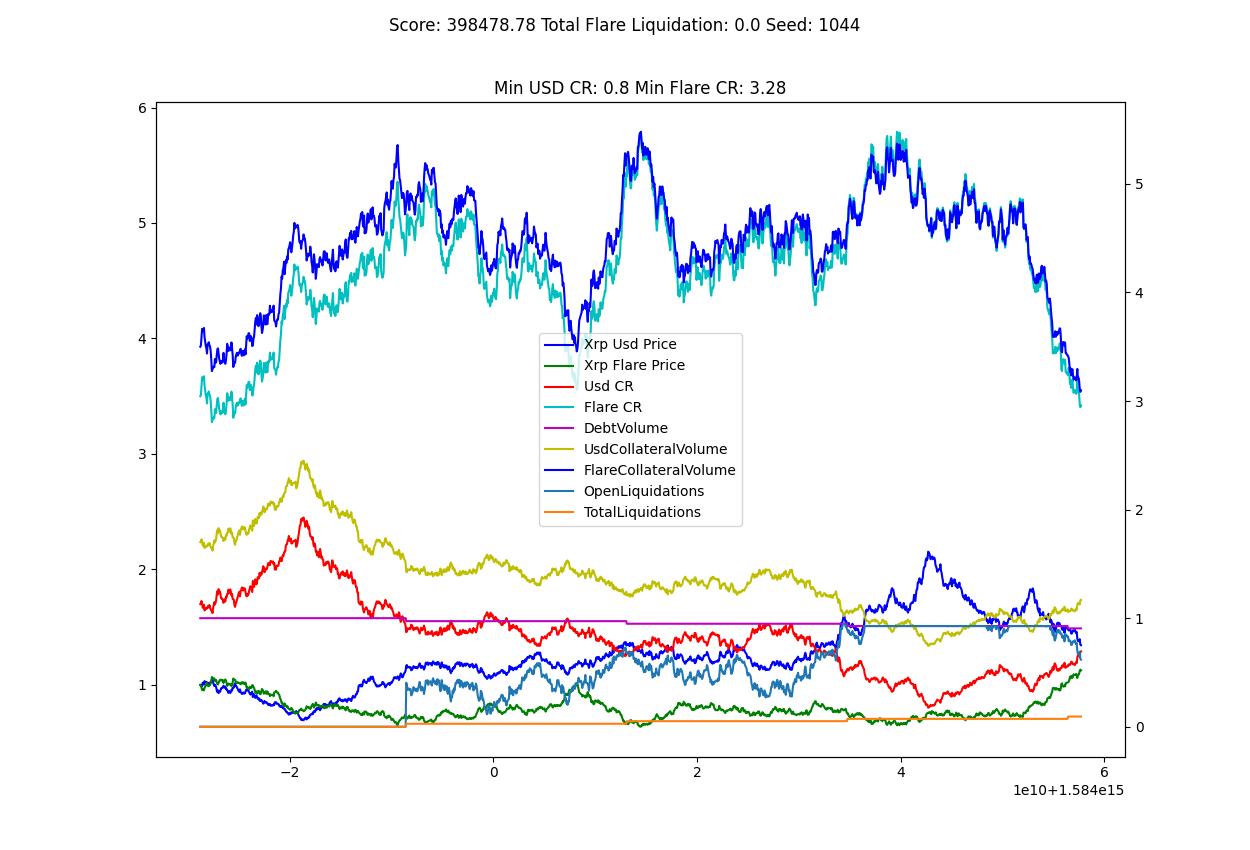 Score: 398478.78 Total Flare Liquidation: 0.0 Seed: 1044
Min USD CR: 0.8 Min Flare CR: 3.28
6
5
4
3
2
1
5
4
3
2
1
0
Xrp Usd Price
Xrp Flare Price
Usd CR
Flare CR
DebtVolume
UsdCollateralVolume
FlareCollateralVolume
OpenLiquidations
TotalLiquidations
−2 0 2 4 6
1e10+1.584e15